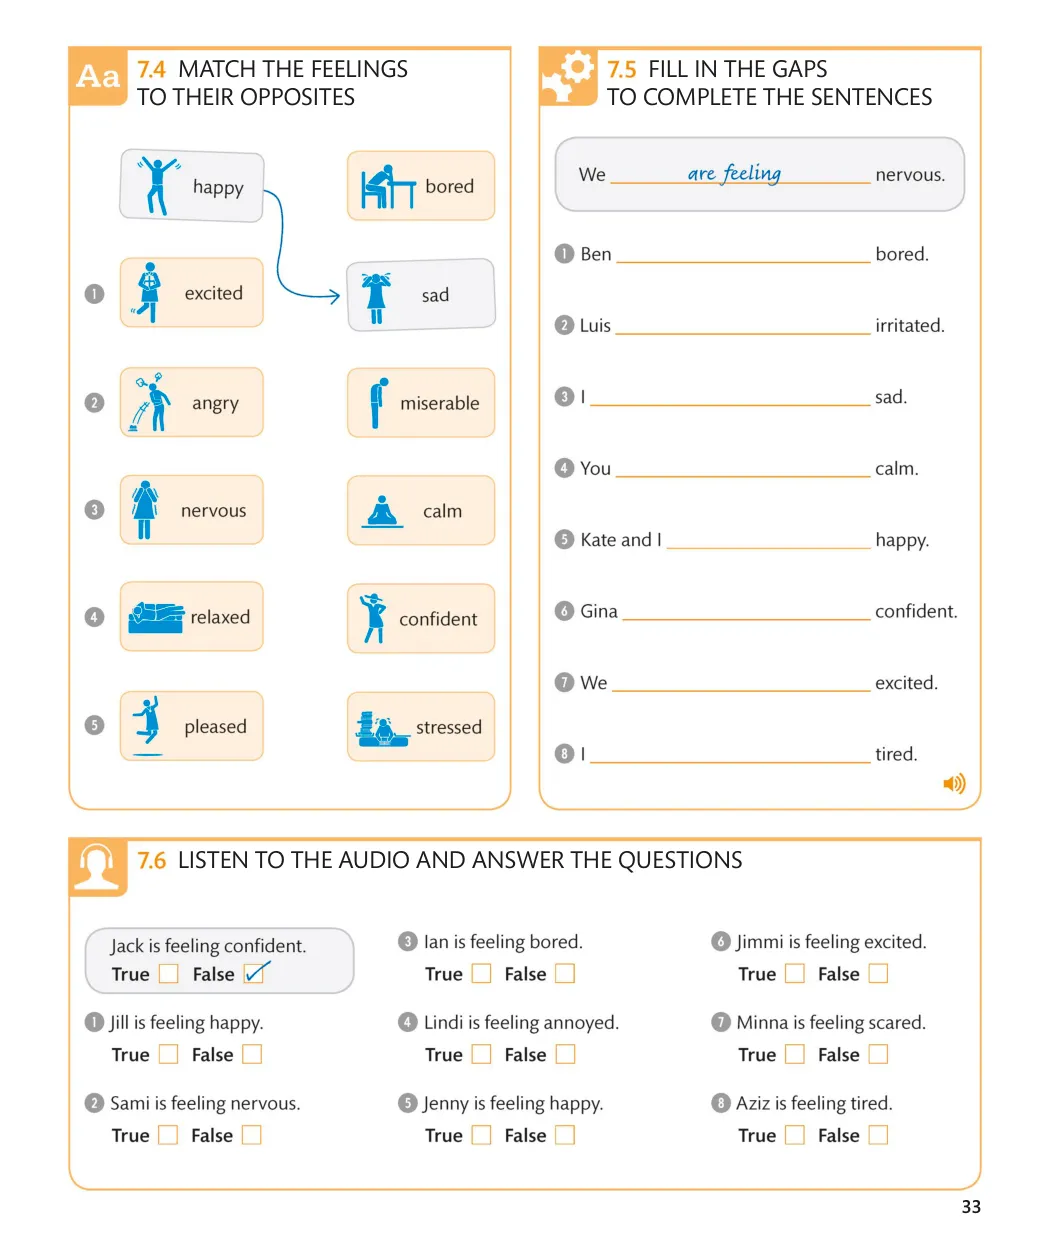 Aa
7.4 MATCH THE FEELINGS
TO THEIR OPPOSITES
happy
bored
1 excited
sad
2 angry
miserable
3 nervous
calm
4 relaxed
confident
5 pleased
stressed
7.5 FILL IN THE GAPS
TO COMPLETE THE SENTENCES
We are feeling nervous.
1 Ben bored.
2 Luis irritated.
3 I sad.
4 You calm.
5 Kate and I happy.
6 Gina confident.
7 We excited.
8 I tired.
7.6 LISTEN TO THE AUDIO AND ANSWER THE QUESTIONS
Jack is feeling confident.
True False
1 Jill is feeling happy.
True False
2 Sami is feeling nervous.
True False
3 Ian is feeling bored.
True False
4 Lindi is feeling annoyed.
True False
5 Jenny is feeling happy.
True False
6 Jimmi is feeling excited.
True False
7 Minna is feeling scared.
True False
8 Aziz is feeling tired.
True False
33